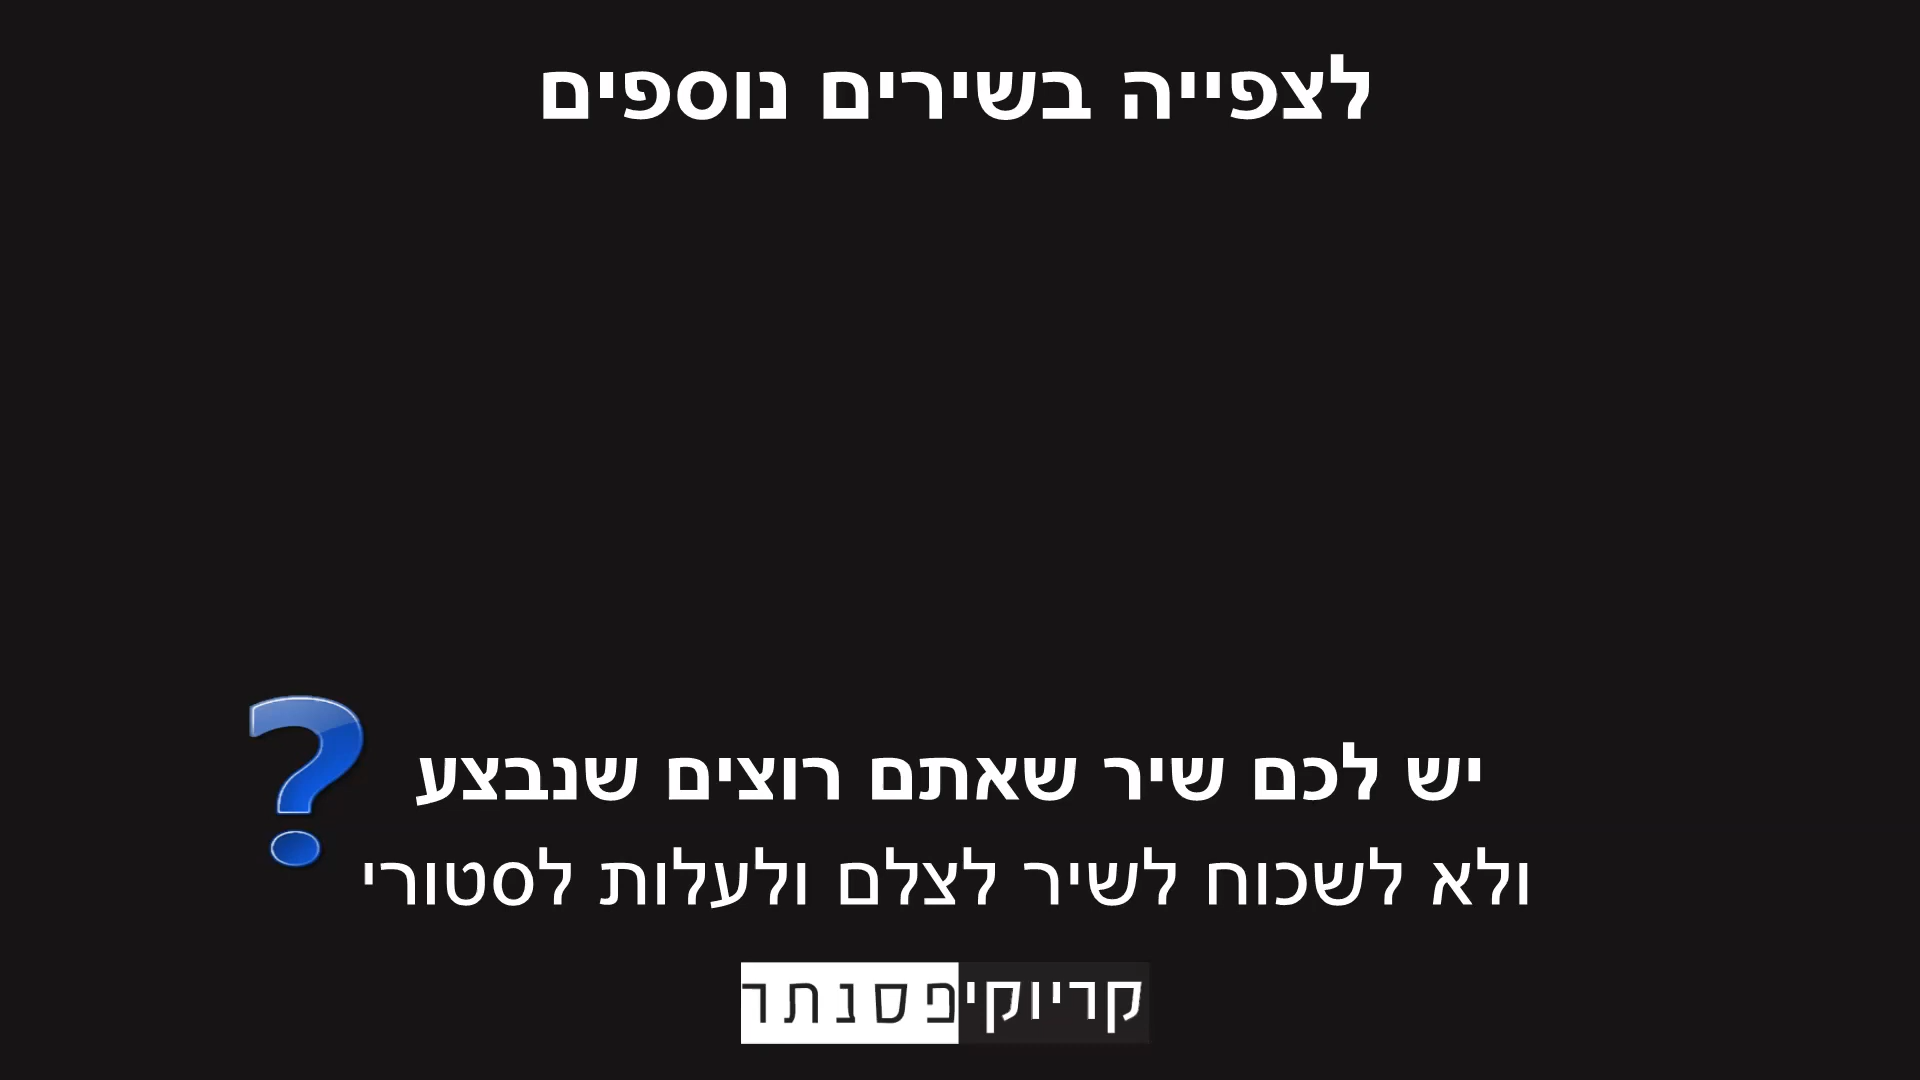 לצפייה בשירים נוספים
יש לכם שיר שאתם רוצים שנבצע?
ולא לשכוח לשיר לצלם ולעלות לסטורי
קריוקיפסנתר